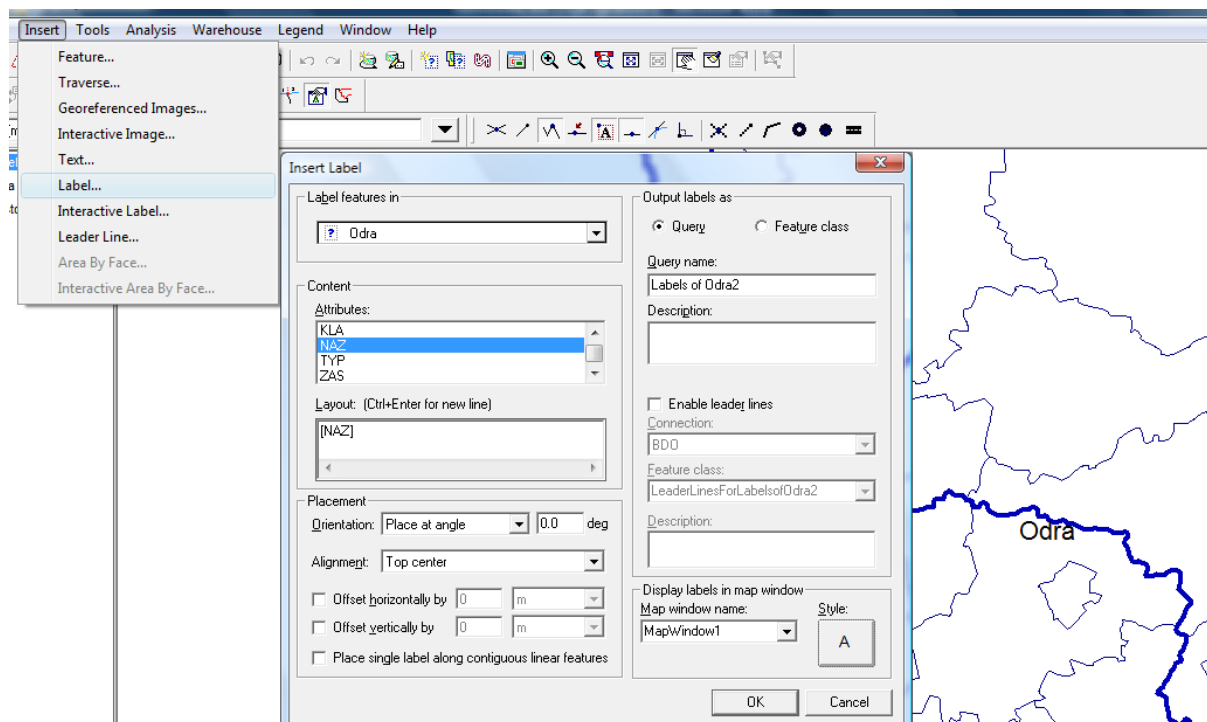 Insert Tools Analysis Warehouse Legend Window Help
Feature...
Traverse...
Georeferenced Images...
Interactive Image...
Text...
Label...
Interactive Label...
Leader Line...
Area By Face...
Interactive Area By Face...
Insert Label
Label features in
Odra
Content
Attributes:
KLA
NAZ
TYP
ZAS
Layout: (Ctrl+Enter for new line)
[NAZ]
Placement
Orientation: Place at angle 0.0 deg
Alignment: Top center
Offset horizontally by 0 m
Offset vertically by 0 m
Place single label along contiguous linear features
Output labels as
Query Feature class
Query name:
Labels of Odra2
Description:
Enable leader lines
Connection:
BDO
Feature class:
LeaderLinesForLabelsofOdra2
Description:
Display labels in map window
Map window name: Style:
MapWindow1 A
OK Cancel
Odra